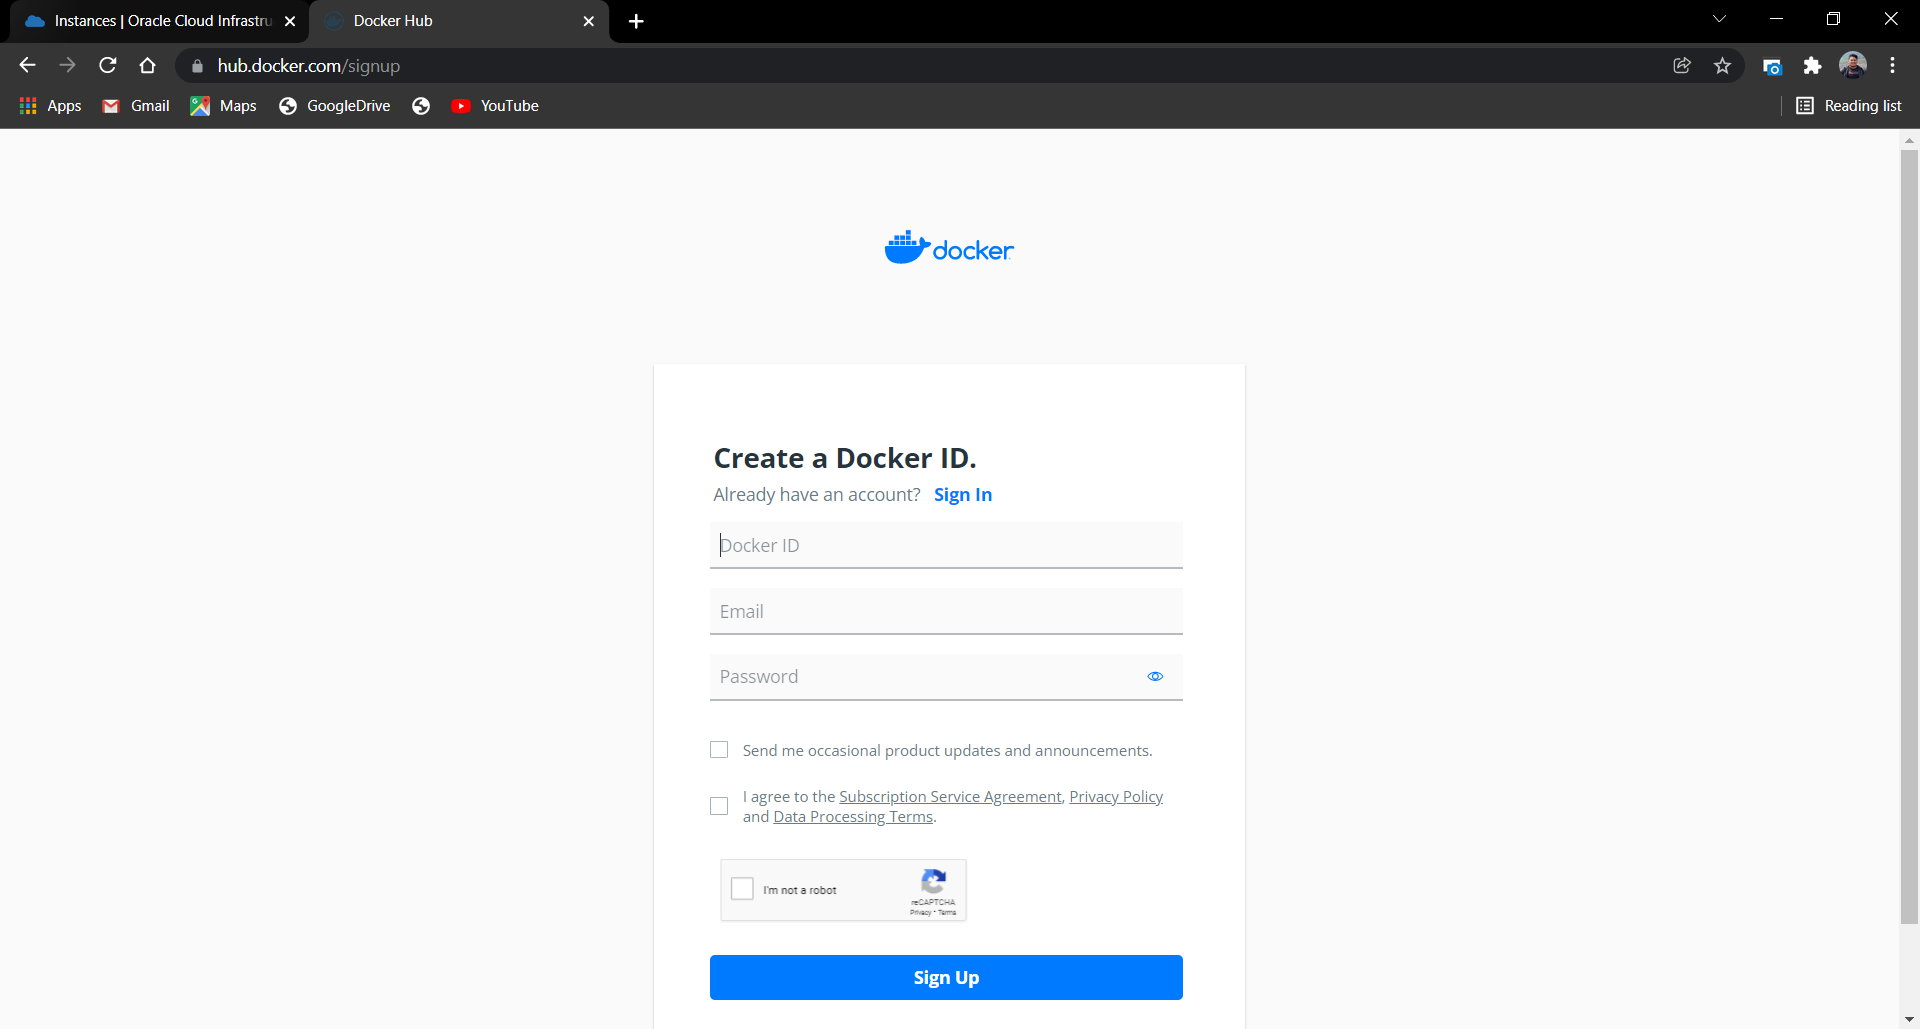 Instances | Oracle Cloud Infrastru
Docker Hub
hub.docker.com/signup
Apps
Gmail
Maps
GoogleDrive
YouTube
Reading list
docker
Create a Docker ID.
Already have an account? Sign In
Docker ID
Email
Password
Send me occasional product updates and announcements.
I agree to the Subscription Service Agreement, Privacy Policy
and Data Processing Terms.
I'm not a robot
reCAPTCHA
Privacy - Terms
Sign Up